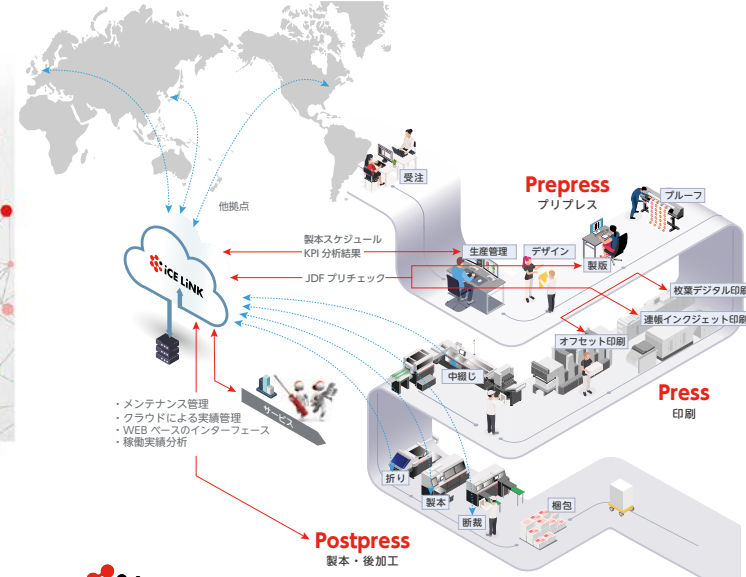 受注
Prepress
プリプレス
プルーフ
他拠点
製本スケジュール
KPI 分析結果
生産管理
デザイン
製版
iCE LiNK
JDF プリチェック
枚葉デジタル印刷
連帳インクジェット印刷
オフセット印刷
中綴じ
Press
印刷
サービス
・メンテナンス管理
・クラウドによる実績管理
・WEB ベースのインターフェース
・稼働実績分析
折り
製本
断裁
梱包
Postpress
製本・後加工